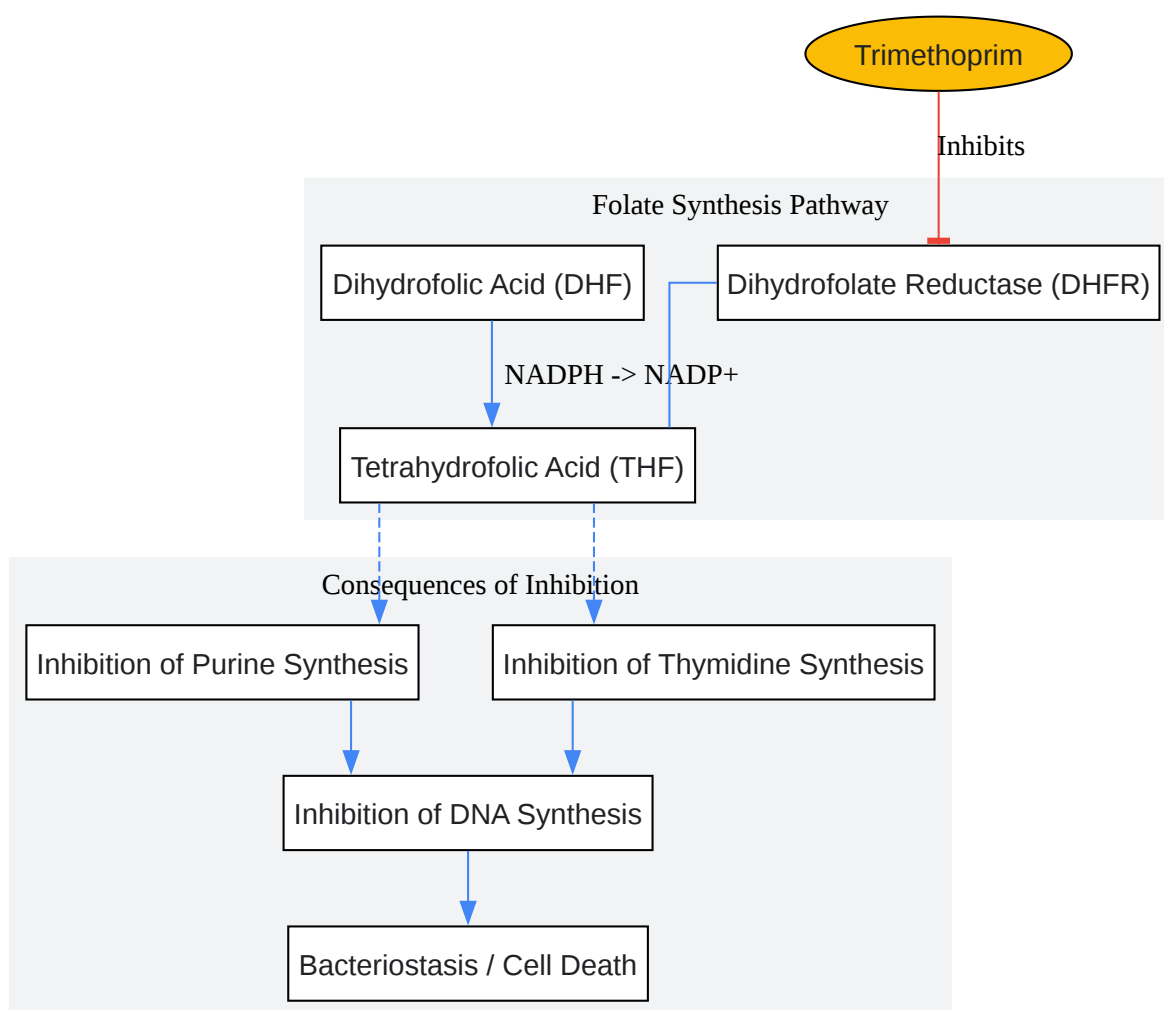 Trimethoprim
Inhibits
Folate Synthesis Pathway
Dihydrofolic Acid (DHF)
Dihydrofolate Reductase (DHFR)
NADPH -> NADP+
Tetrahydrofolic Acid (THF)
Consequences of Inhibition
Inhibition of Purine Synthesis
Inhibition of Thymidine Synthesis
Inhibition of DNA Synthesis
Bacteriostasis / Cell Death